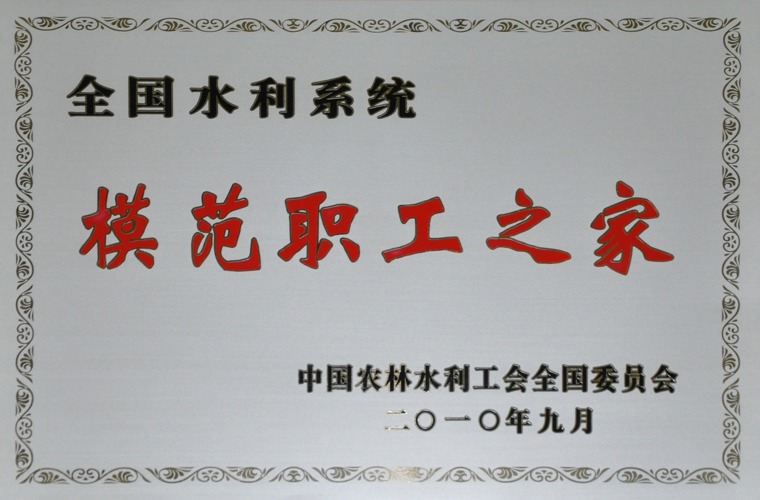 全国水利系统
模范职工之家
中国农林水利工会全国委员会
二〇一〇年九月